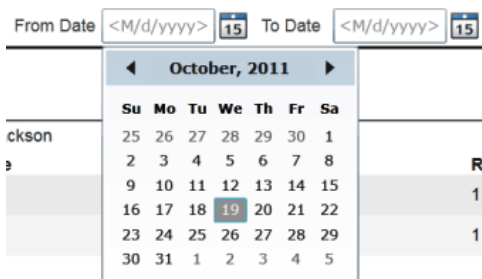 From Date <M/d/yyyy> 15 To Date <M/d/yyyy> 15
October, 2011
Su Mo Tu We Th Fr Sa
25 26 27 28 29 30 1
ckson
2 3 4 5 6 7 8
e R
9 10 11 12 13 14 15
1
16 17 18 19 20 21 22
23 24 25 26 27 28 29
1
30 31 1 2 3 4 5